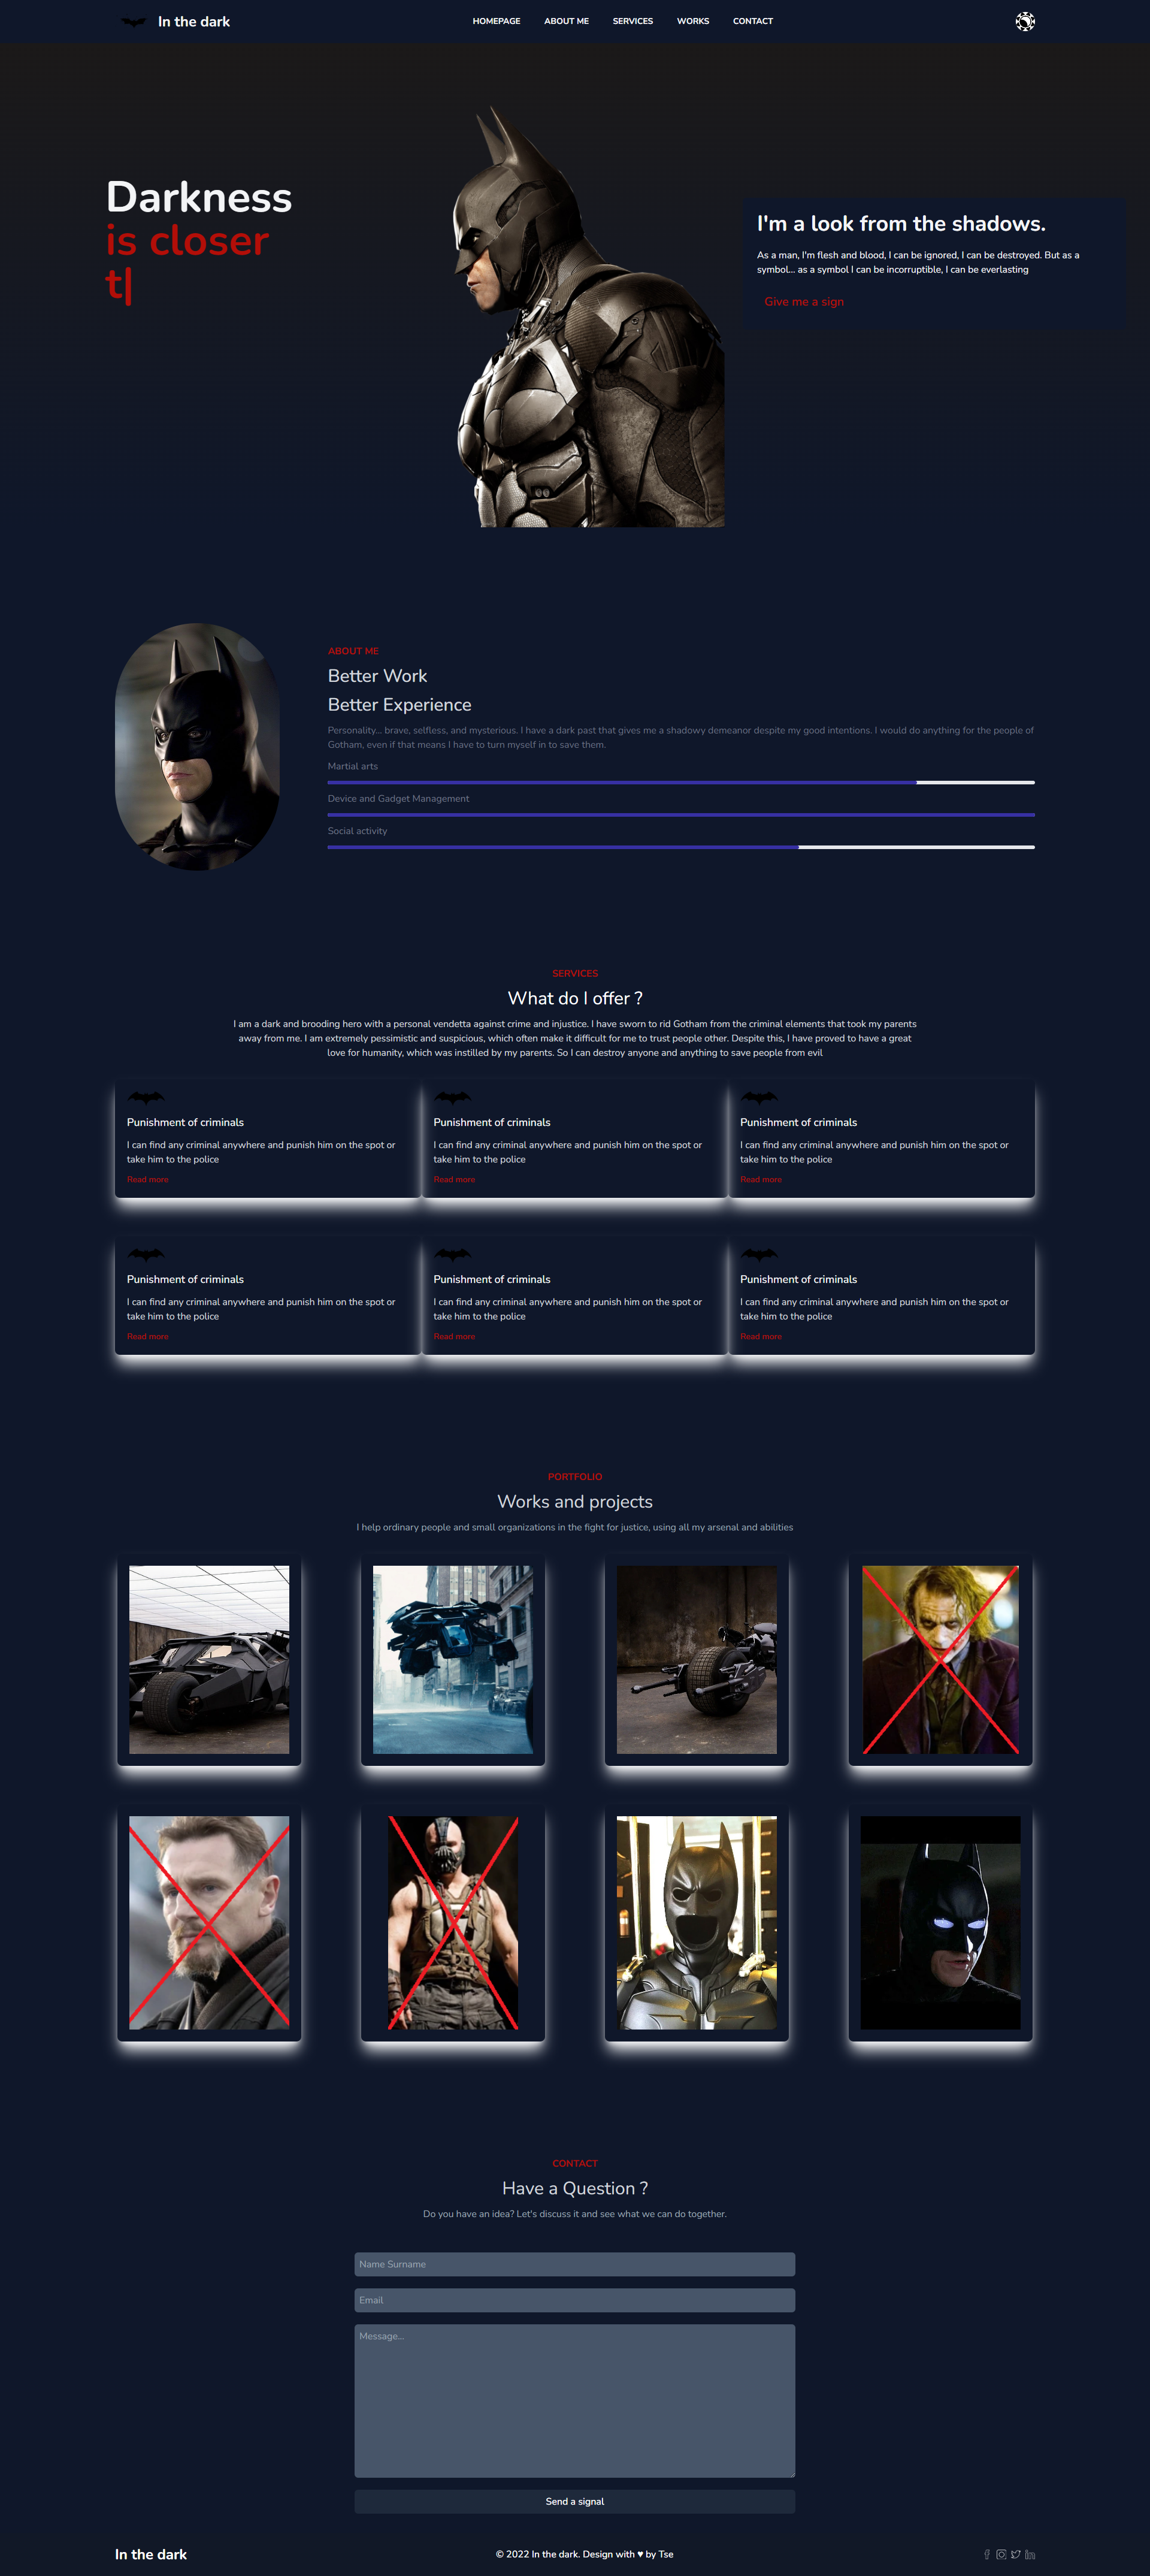 In the dark
HOMEPAGE ABOUT ME SERVICES WORKS CONTACT
Darkness
is closer
t|
I'm a look from the shadows.
As a man, I'm flesh and blood, I can be ignored, I can be destroyed. But as a
symbol... as a symbol I can be incorruptible, I can be everlasting
Give me a sign
ABOUT ME
Better Work
Better Experience
Personality... brave, selfless, and mysterious. I have a dark past that gives me a shadowy demeanor despite my good intentions. I would do anything for the people of
Gotham, even if that means I have to turn myself in to save them.
Martial arts
Device and Gadget Management
Social activity
SERVICES
What do I offer ?
I am a dark and brooding hero with a personal vendetta against crime and injustice. I have sworn to rid Gotham from the criminal elements that took my parents
away from me. I am extremely pessimistic and suspicious, which often make it difficult for me to trust people other. Despite this, I have proved to have a great
love for humanity, which was instilled by my parents. So I can destroy anyone and anything to save people from evil
Punishment of criminals
I can find any criminal anywhere and punish him on the spot or
take him to the police
Read more
Punishment of criminals
I can find any criminal anywhere and punish him on the spot or
take him to the police
Read more
Punishment of criminals
I can find any criminal anywhere and punish him on the spot or
take him to the police
Read more
Punishment of criminals
I can find any criminal anywhere and punish him on the spot or
take him to the police
Read more
Punishment of criminals
I can find any criminal anywhere and punish him on the spot or
take him to the police
Read more
Punishment of criminals
I can find any criminal anywhere and punish him on the spot or
take him to the police
Read more
PORTFOLIO
Works and projects
I help ordinary people and small organizations in the fight for justice, using all my arsenal and abilities
CONTACT
Have a Question ?
Do you have an idea? Let's discuss it and see what we can do together.
Name Surname
Email
Message...
Send a signal
In the dark
© 2022 In the dark. Design with ♥ by Tse